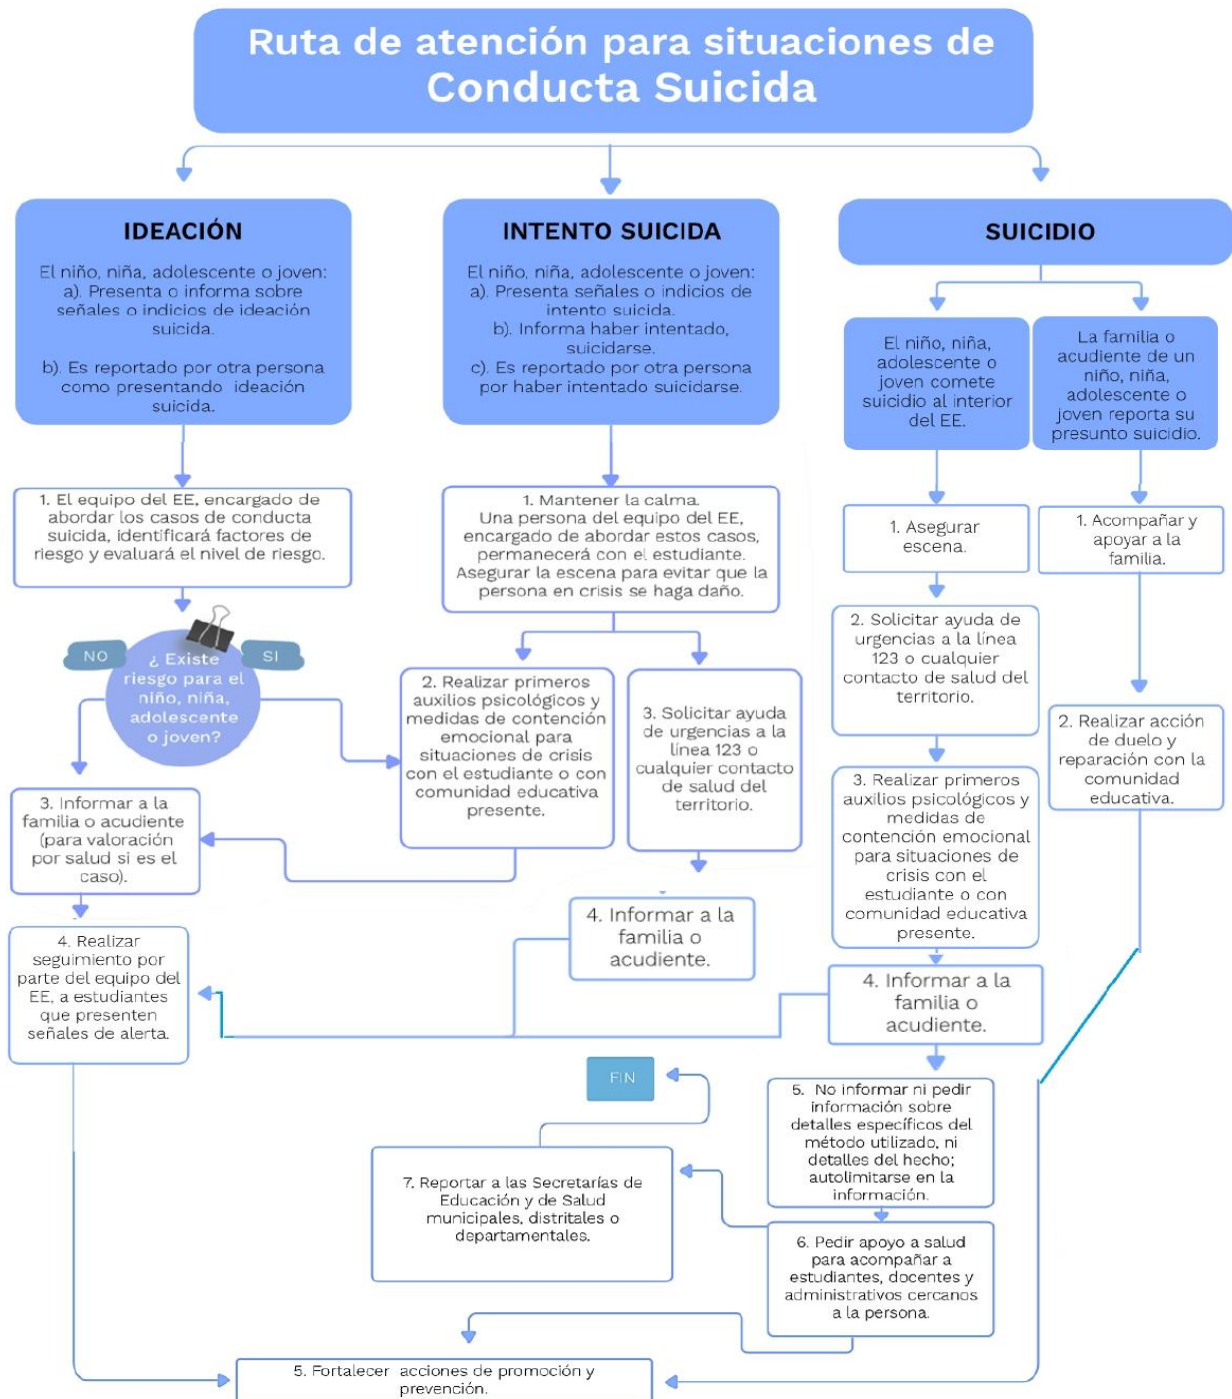 Ruta de atención para situaciones de
Conducta Suicida
IDEACIÓN
El niño, niña, adolescente o joven:
a). Presenta o informa sobre
señales o indicios de ideación
suicida.
b). Es reportado por otra persona
como presentando ideación
suicida.
INTENTO SUICIDA
El niño, niña, adolescente o joven:
a). Presenta señales o indicios de
intento suicida.
b). Informa haber intentado,
suicidarse.
c). Es reportado por otra persona
por haber intentado suicidarse.
SUICIDIO
El niño, niña,
adolescente o
joven comete
suicidio al interior
del EE.
La familia o
acudiente de un
niño, niña,
adolescente o
joven reporta su
presunto suicidio.
1. El equipo del EE, encargado de
abordar los casos de conducta
suicida, identificará factores de
riesgo y evaluará el nivel de riesgo.
1. Mantener la calma.
Una persona del equipo del EE,
encargado de abordar estos casos,
permanecerá con el estudiante.
Asegurar la escena para evitar que la
persona en crisis se haga daño.
1. Asegurar
escena.
1. Acompañar y
apoyar a la
familia.
NO
SI
¿ Existe
riesgo para el
niño, niña,
adolescente
o joven?
2. Realizar primeros
auxilios psicológicos y
medidas de contención
emocional para
situaciones de crisis
con el estudiante o con
comunidad educativa
presente.
3. Solicitar ayuda
de urgencias a la
línea 123 o
cualquier contacto
de salud del
territorio.
2. Solicitar ayuda de
urgencias a la línea
123 o cualquier
contacto de salud del
territorio.
2. Realizar acción
de duelo y
reparación con la
comunidad
educativa.
3. Informar a la
familia o acudiente
(para valoración
por salud si es el
caso).
3. Realizar primeros
auxilios psicológicos y
medidas de
contención emocional
para situaciones de
crisis con el
estudiante o con
comunidad educativa
presente.
4. Informar a la
familia o
acudiente.
4. Realizar
seguimiento por
parte del equipo del
EE, a estudiantes
que presenten
señales de alerta.
4. Informar a la
familia o
acudiente.
FIN
5. No informar ni pedir
información sobre
detalles específicos del
método utilizado, ni
detalles del hecho;
autolimitarse en la
información.
7. Reportar a las Secretarías de
Educación y de Salud
municipales, distritales o
departamentales.
6. Pedir apoyo a salud
para acompañar a
estudiantes, docentes y
administrativos cercanos
a la persona.
5. Fortalecer acciones de promoción y
prevención.